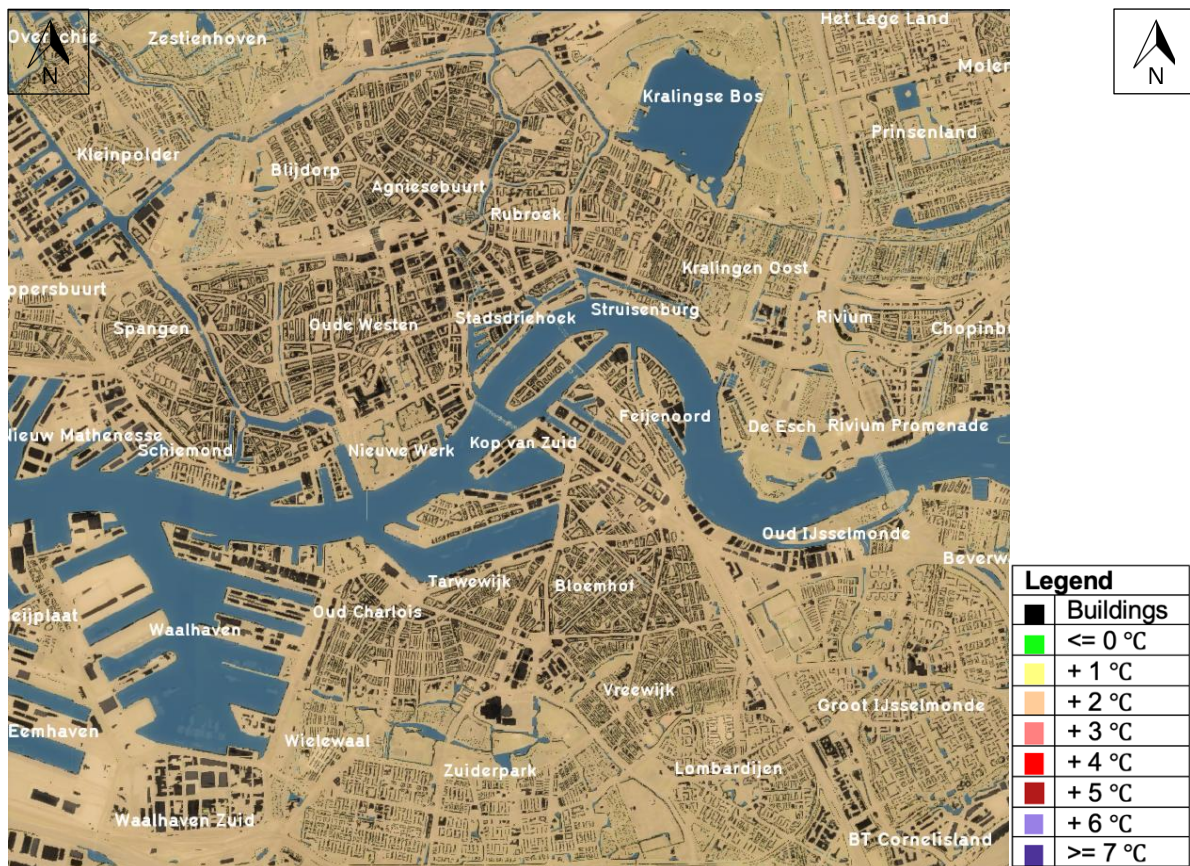 Overschie
Zestienhoven
Het Lage Land
N
N
Kralingse Bos
Prinsenland
Kleinpolder
Blijdorp
Agniesebuurt
Rubroek
Kralingen Oost
Spangen
Oude Westen
Stadsdriehoek
Struisenburg
Rivium
Feijenoord
De Esch
Rivium Promenade
Nieuw Mathenesse
Schiemond
Nieuwe Werk
Kop van Zuid
Oud IJsselmonde
Tarwewijk
Bloemhof
Oud Charlois
Waalhaven
Vreewijk
Groot IJsselmonde
Eemhaven
Wielewaal
Zuiderpark
Lombardijen
Waalhaven Zuid
BT Cornelisland
Legend
Buildings
<= 0 °C
+ 1 °C
+ 2 °C
+ 3 °C
+ 4 °C
+ 5 °C
+ 6 °C
>= 7 °C